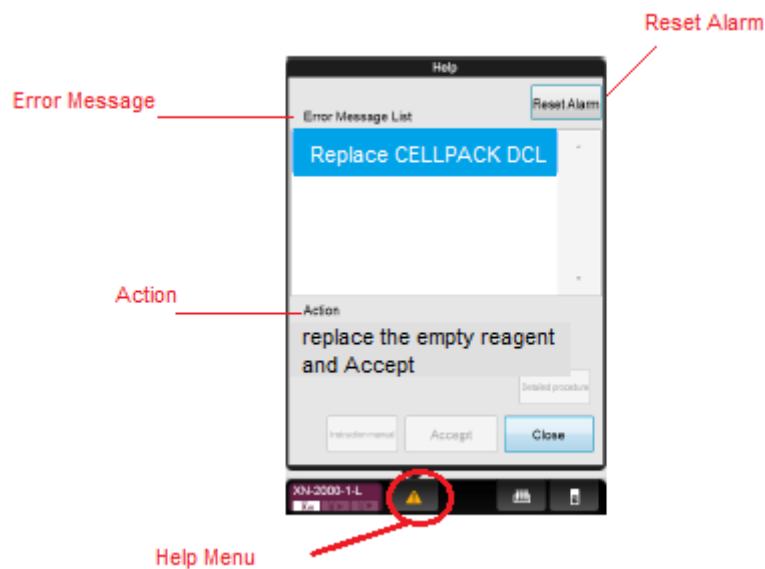 Reset Alarm
Help
Error Message
Reset Alarm
Error Message List
Replace CELLPACK DCL
Action
Action
replace the empty reagent
and Accept
Detailed procedure
Instruction manual
Accept
Close
XN-2000-1-L
Help Menu